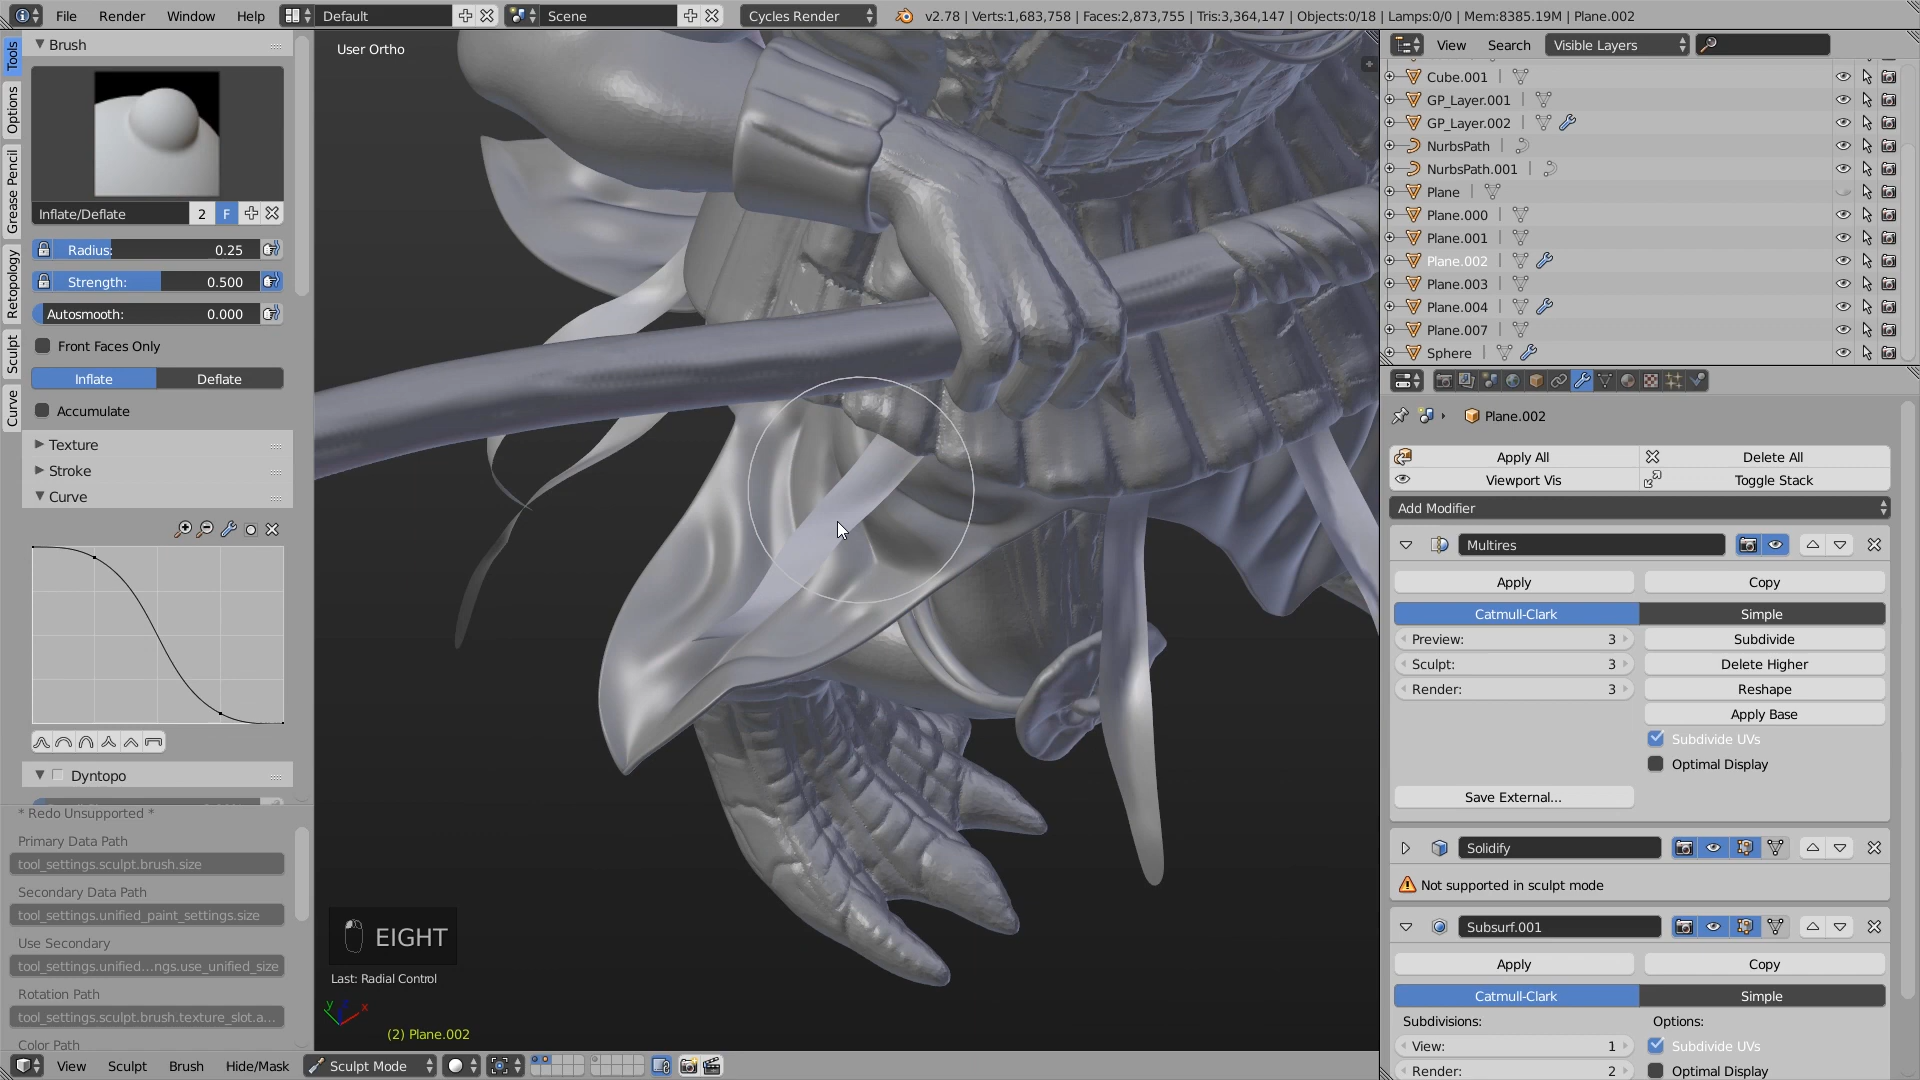 File Render Window Help Default Scene Cycles Render v2.78 | Verts:1,683,758 | Faces:2,873,755 | Tris:3,364,147 | Objects:0/18 | Lamps:0/0 | Mem:8385.19M | Plane.002
Tools
Options
Grease Pencil
Retopology
Sculpt
Curve
Brush
Inflate/Deflate 2 F
Radius: 0.25
Strength: 0.500
Autosmooth: 0.000
Front Faces Only
Inflate Deflate
Accumulate
Texture
Stroke
Curve
Dyntopo
* Redo Unsupported *
Primary Data Path
tool_settings.sculpt.brush.size
Secondary Data Path
tool_settings.unified_paint_settings.size
Use Secondary
tool_settings.unified...ngs.use_unified_size
Rotation Path
tool_settings.sculpt.brush.texture_slot.a...
Color Path
User Ortho
EIGHT
Last: Radial Control
y x
(2) Plane.002
View Sculpt Brush Hide/Mask Sculpt Mode
View Search Visible Layers
Cube.001
GP_Layer.001
GP_Layer.002
NurbsPath
NurbsPath.001
Plane
Plane.000
Plane.001
Plane.002
Plane.003
Plane.004
Plane.007
Sphere
Plane.002
Apply All Delete All
Viewport Vis Toggle Stack
Add Modifier
Multires
Apply Copy
Catmull-Clark Simple
Preview: 3 Subdivide
Sculpt: 3 Delete Higher
Render: 3 Reshape
Apply Base
Subdivide UVs
Optimal Display
Save External...
Solidify
Not supported in sculpt mode
Subsurf.001
Apply Copy
Catmull-Clark Simple
Subdivisions: Options:
View: 1 Subdivide UVs
Render: 2 Optimal Display